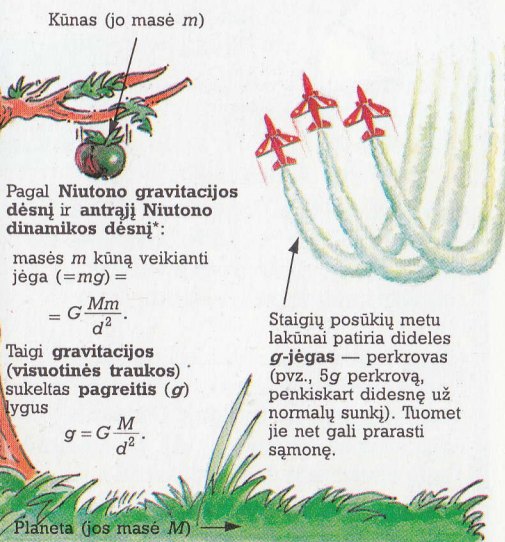 Kūnas (jo masė m)
Pagal Niutono gravitacijos
dėsnį ir antrąjį Niutono
dinamikos dėsnį*:
masės m kūną veikianti
jėga (=mg) =
= G Mm/d².
Taigi gravitacijos
(visuotinės traukos)
sukeltas pagreitis (g)
lygus
g = G M/d².
Staigių posūkių metu
lakūnai patiria dideles
g-jėgas — perkrovas
(pvz., 5g perkrovą,
penkiskart didesnę už
normalų sunkį). Tuomet
jie net gali prarasti
sąmonę.
Planeta (jos masė M)